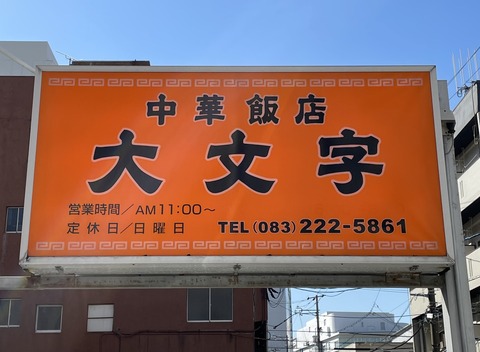 中華飯店
大文字
営業時間／AM11:00〜
定休日／日曜日
TEL(083)222-5861